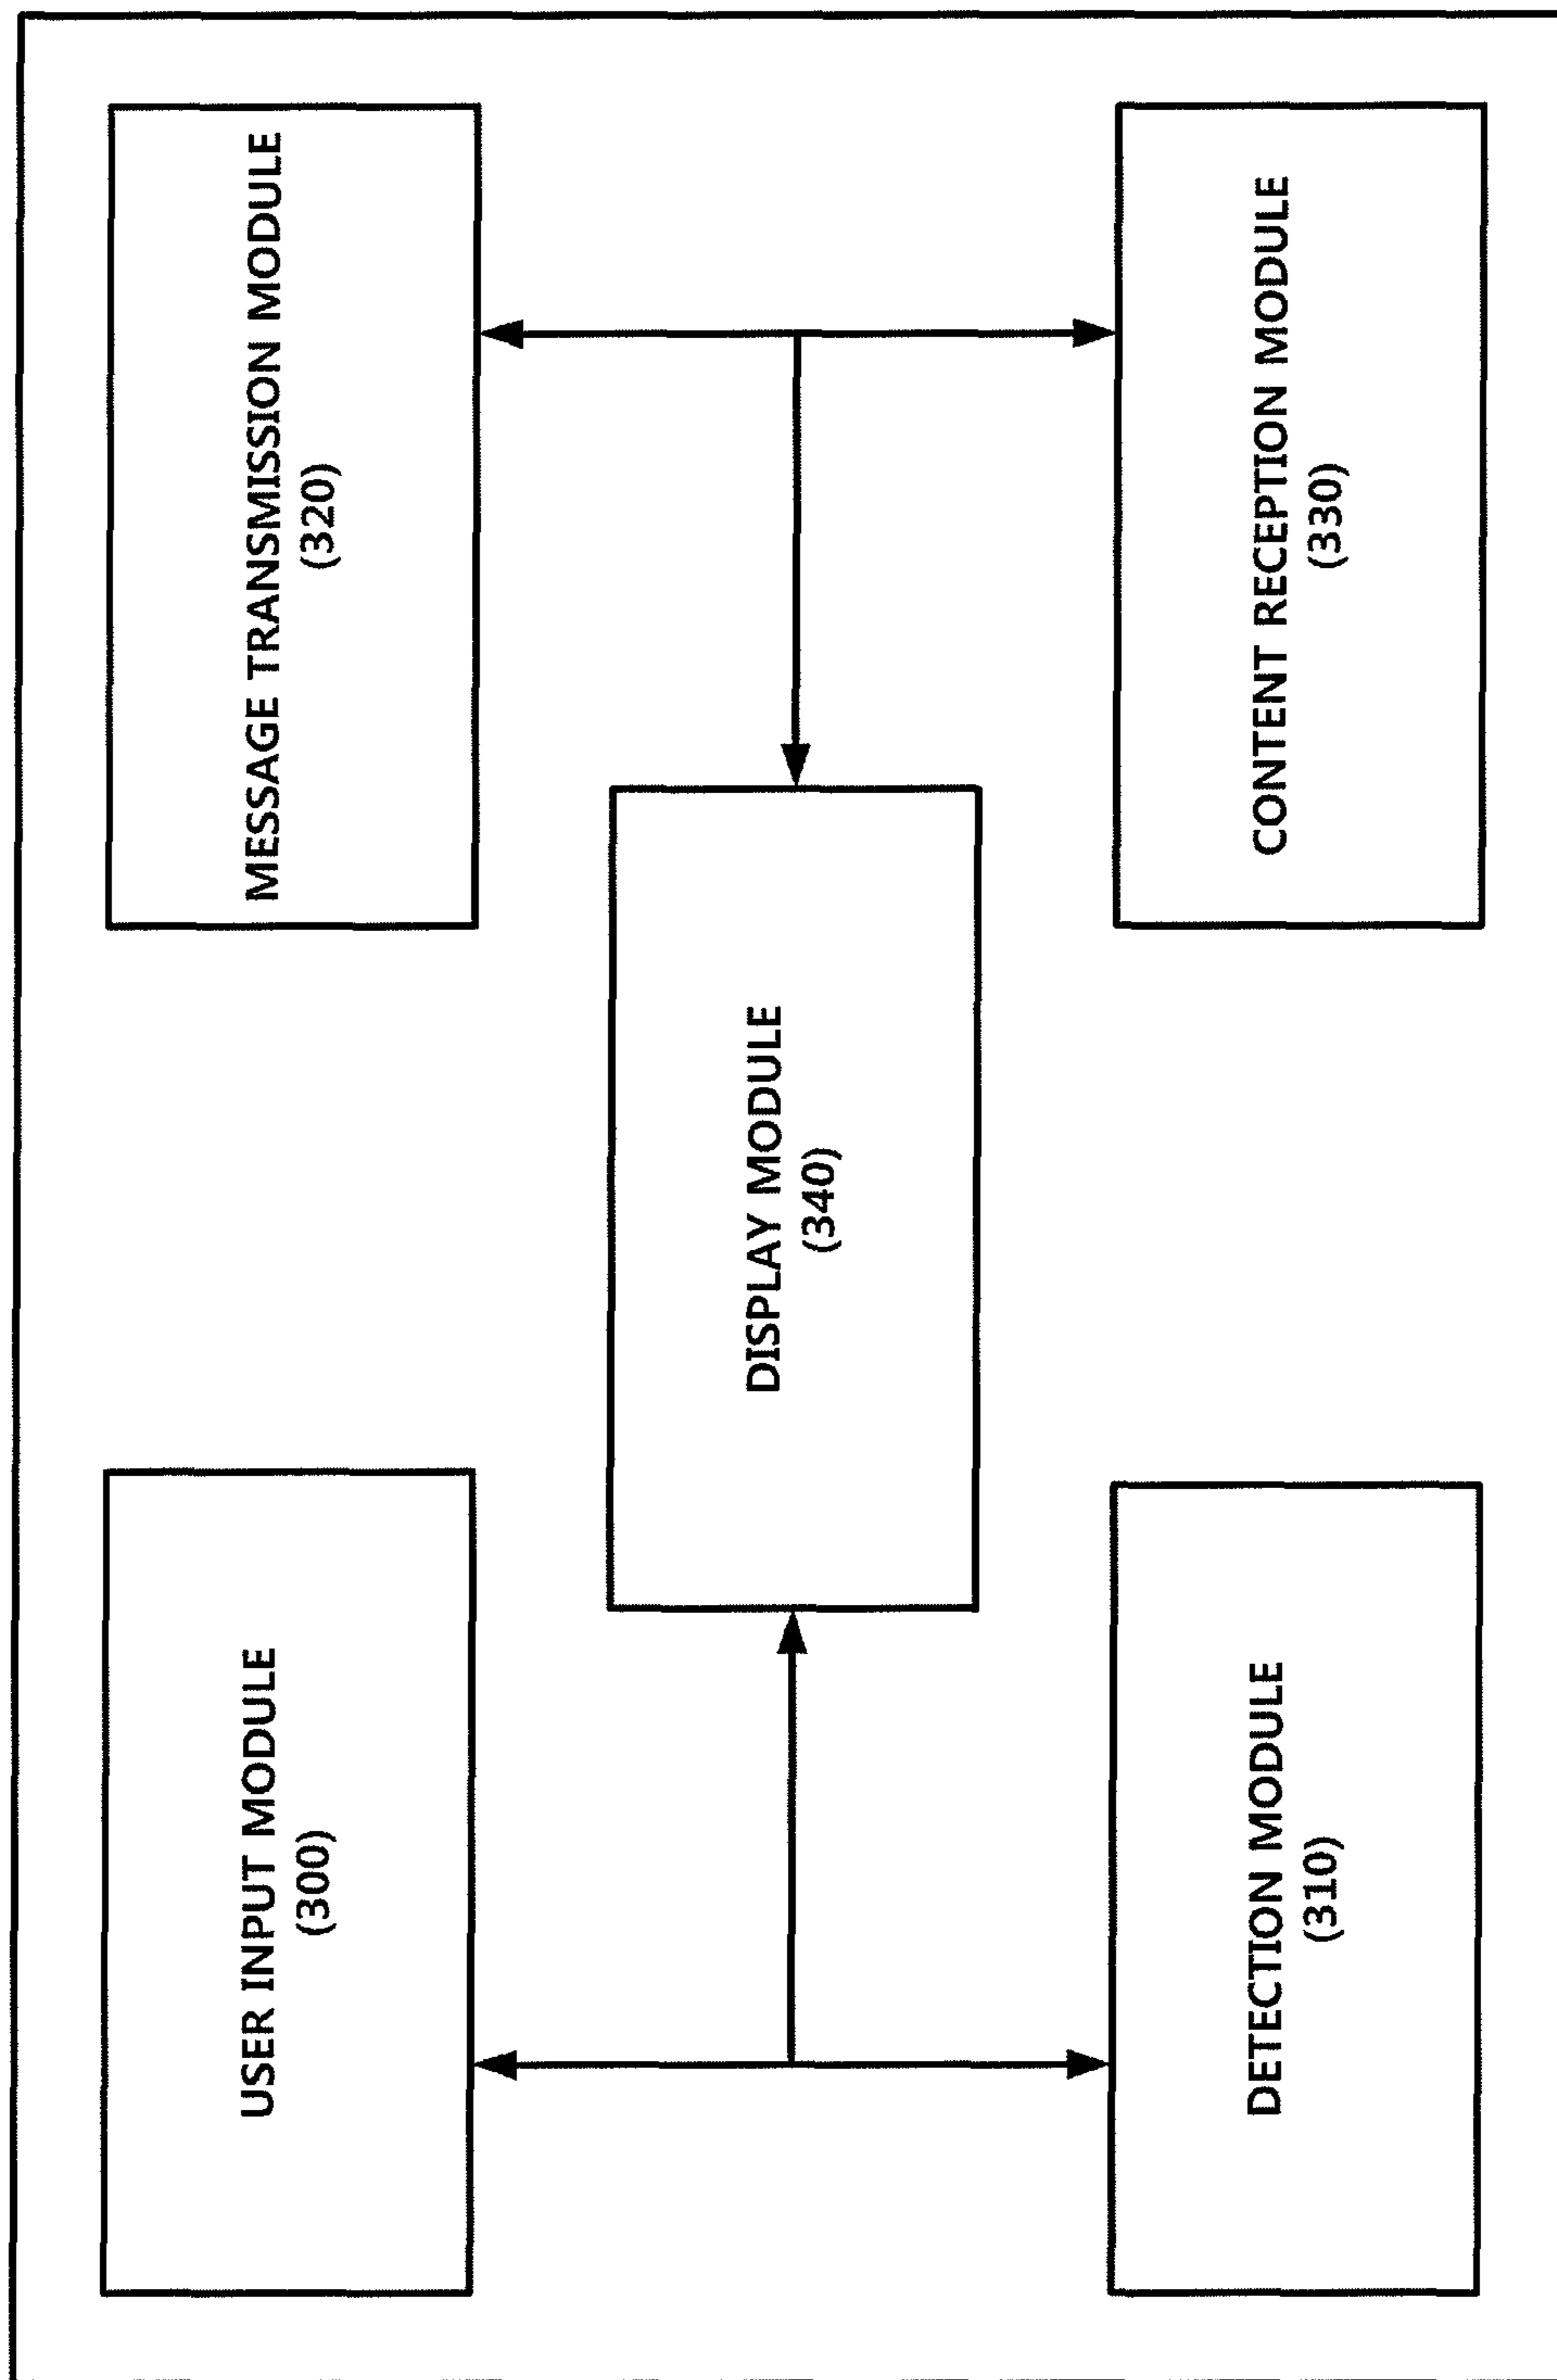 USER INPUT MODULE
(300)
MESSAGE TRANSMISSION MODULE
(320)
DISPLAY MODULE
(340)
DETECTION MODULE
(310)
CONTENT RECEPTION MODULE
(330)